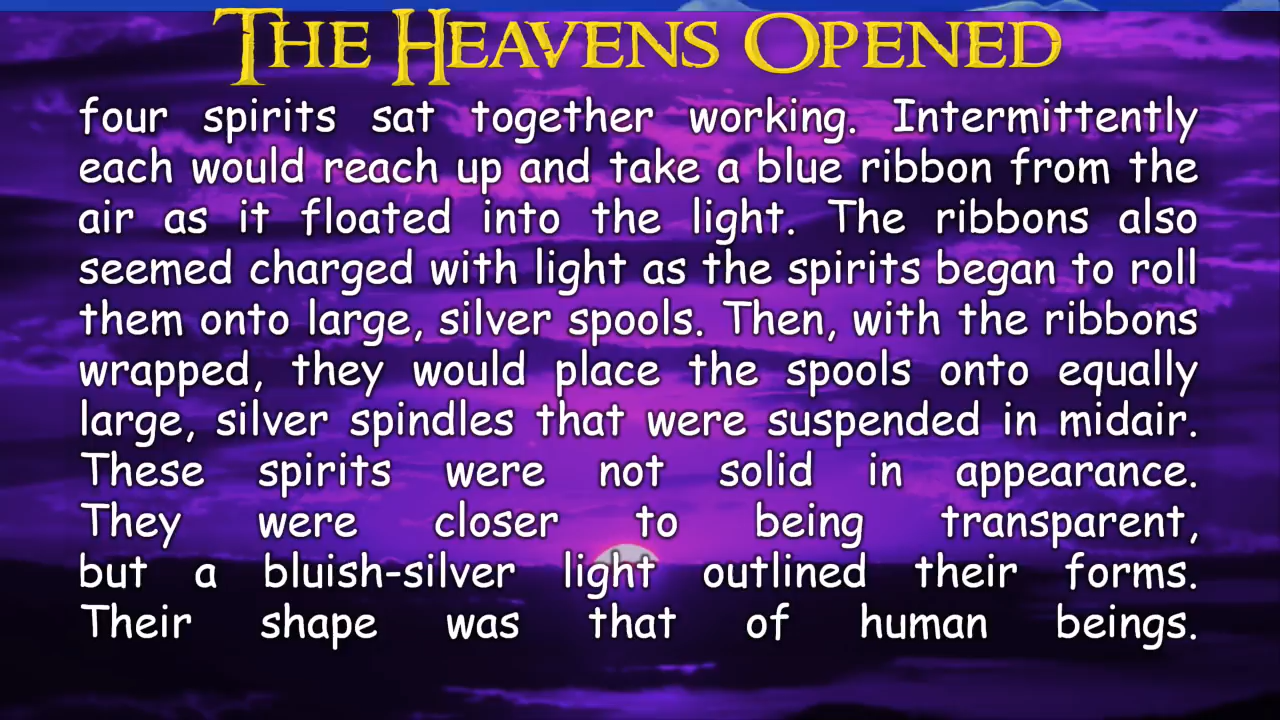 The Heavens Opened
four spirits sat together working. Intermittently
each would reach up and take a blue ribbon from the
air as it floated into the light. The ribbons also
seemed charged with light as the spirits began to roll
them onto large, silver spools. Then, with the ribbons
wrapped, they would place the spools onto equally
large, silver spindles that were suspended in midair.
These spirits were not solid in appearance.
They were closer to being transparent,
but a bluish-silver light outlined their forms.
Their shape was that of human beings.